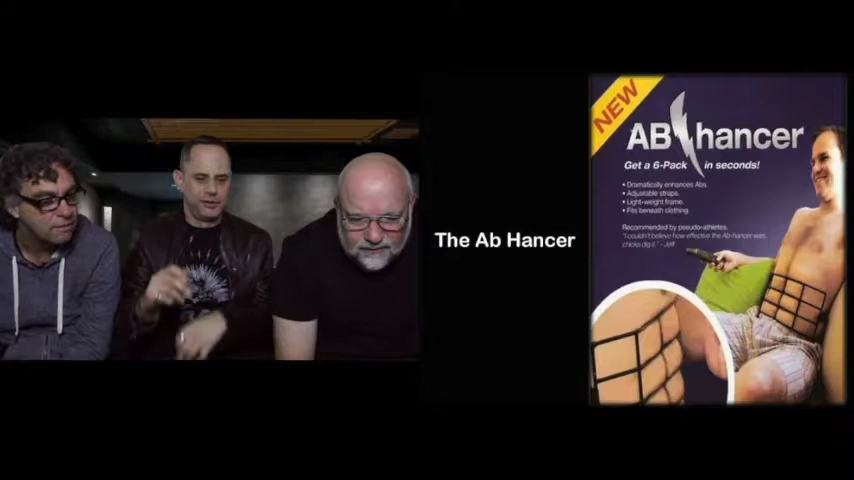 The Ab Hancer
NEW
AB hancer
Get a 6-Pack in seconds!
• Dramatically enhances Abs.
• Adjustable straps.
• Light-weight frame.
• Fits beneath clothing.
Recommended by pseudo-athletes.
"I couldn't believe how effective the Ab-hancer was,
chicks dig it." - Jeff